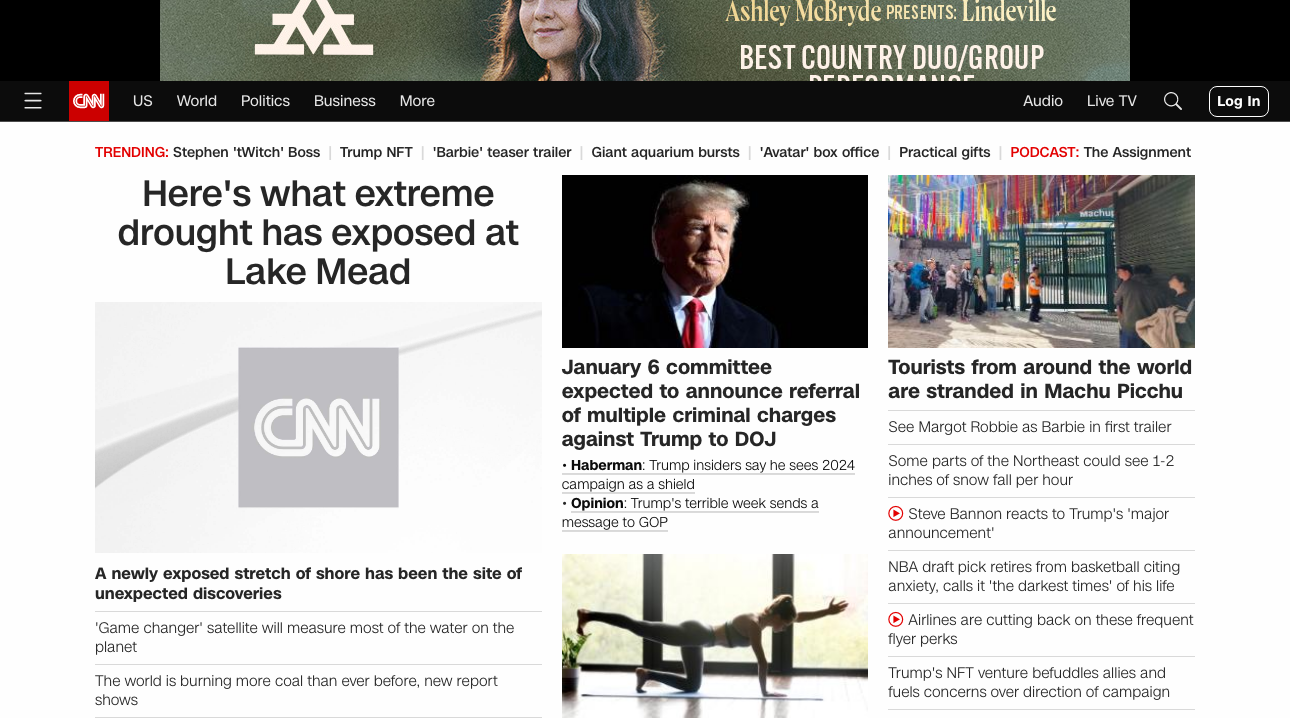 Ashley McBryde PRESENTS: Lindeville
BEST COUNTRY DUO/GROUP
PERFORMANCE
CNN US World Politics Business More Audio Live TV Log In
TRENDING: Stephen 'tWitch' Boss | Trump NFT | 'Barbie' teaser trailer | Giant aquarium bursts | 'Avatar' box office | Practical gifts | PODCAST: The Assignment
Here's what extreme
drought has exposed at
Lake Mead
CNN
A newly exposed stretch of shore has been the site of
unexpected discoveries
'Game changer' satellite will measure most of the water on the
planet
The world is burning more coal than ever before, new report
shows
January 6 committee
expected to announce referral
of multiple criminal charges
against Trump to DOJ
• Haberman: Trump insiders say he sees 2024
campaign as a shield
• Opinion: Trump's terrible week sends a
message to GOP
Machu
Tourists from around the world
are stranded in Machu Picchu
See Margot Robbie as Barbie in first trailer
Some parts of the Northeast could see 1-2
inches of snow fall per hour
Steve Bannon reacts to Trump's 'major
announcement'
NBA draft pick retires from basketball citing
anxiety, calls it 'the darkest times' of his life
Airlines are cutting back on these frequent
flyer perks
Trump's NFT venture befuddles allies and
fuels concerns over direction of campaign